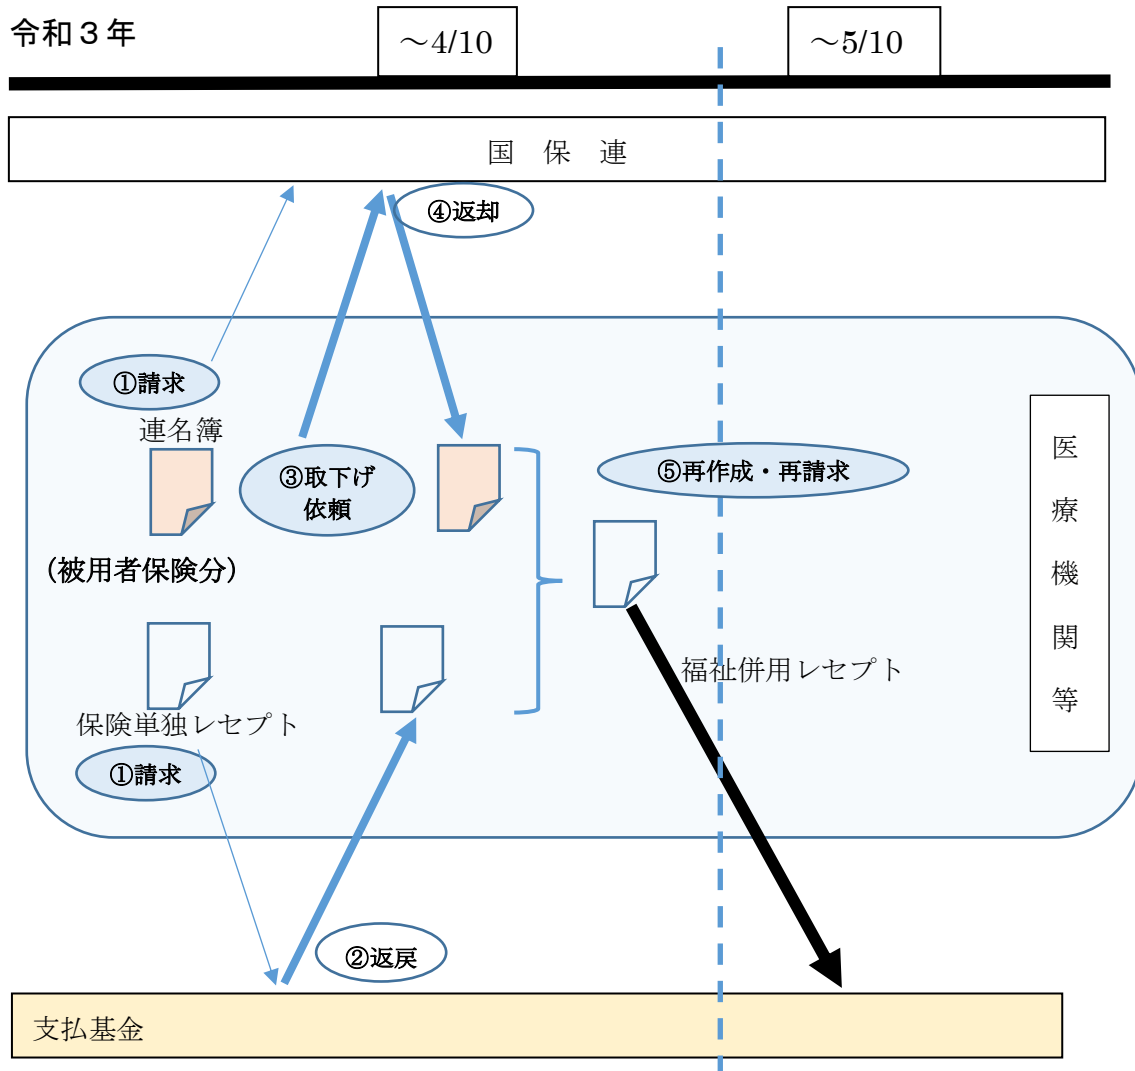 令和３年
～4/10
～5/10
国　保　連
④返却
①請求
連名簿
③取下げ
依頼
⑤再作成・再請求
(被用者保険分)
医
療
機
関
等
福祉併用レセプト
保険単独レセプト
①請求
②返戻
支払基金